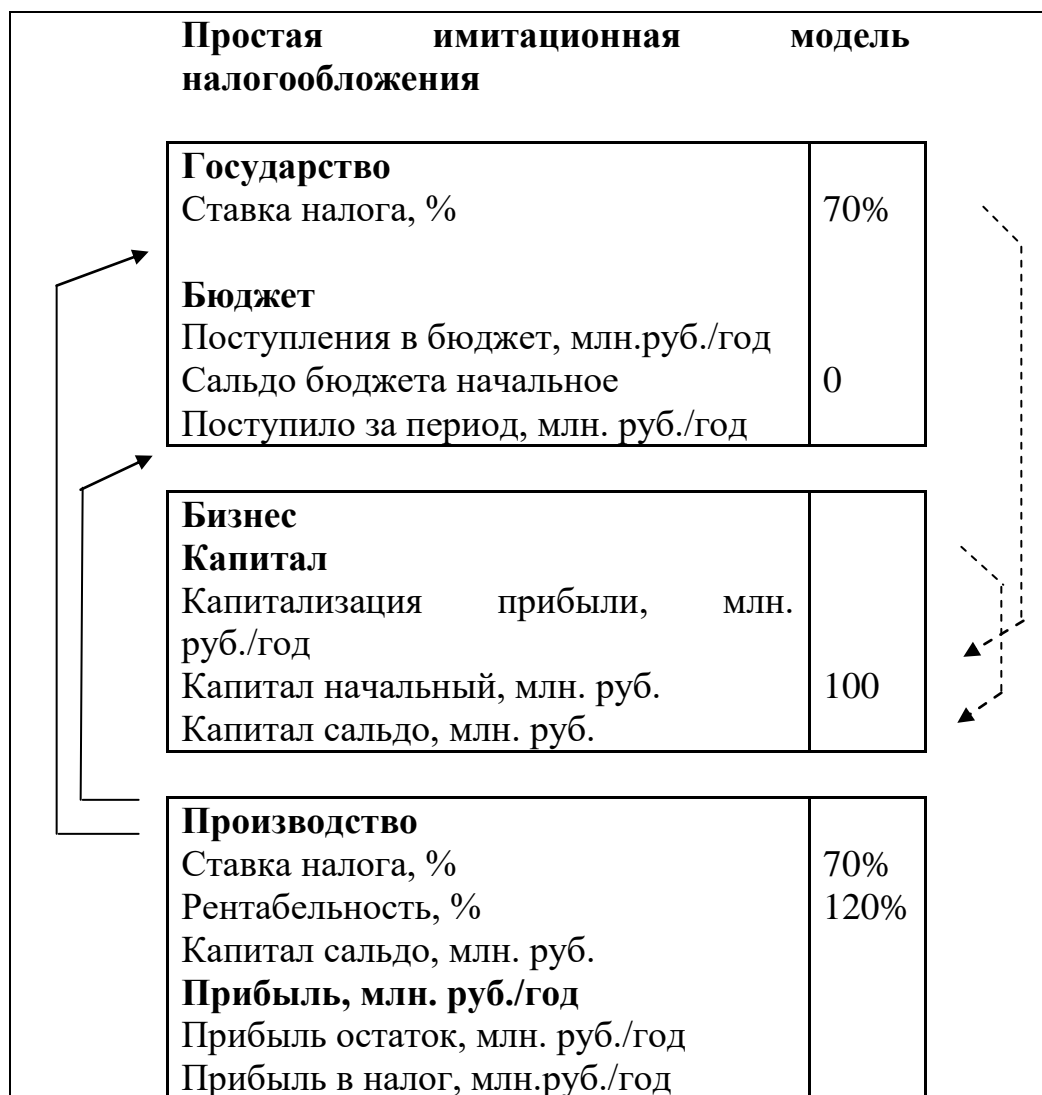 Простая имитационная модель
налогообложения
Государство
Ставка налога, % 70%
Бюджет
Поступления в бюджет, млн.руб./год
Сальдо бюджета начальное 0
Поступило за период, млн. руб./год
Бизнес
Капитал
Капитализация прибыли, млн.
руб./год
Капитал начальный, млн. руб. 100
Капитал сальдо, млн. руб.
Производство
Ставка налога, % 70%
Рентабельность, % 120%
Капитал сальдо, млн. руб.
Прибыль, млн. руб./год
Прибыль остаток, млн. руб./год
Прибыль в налог, млн.руб./год